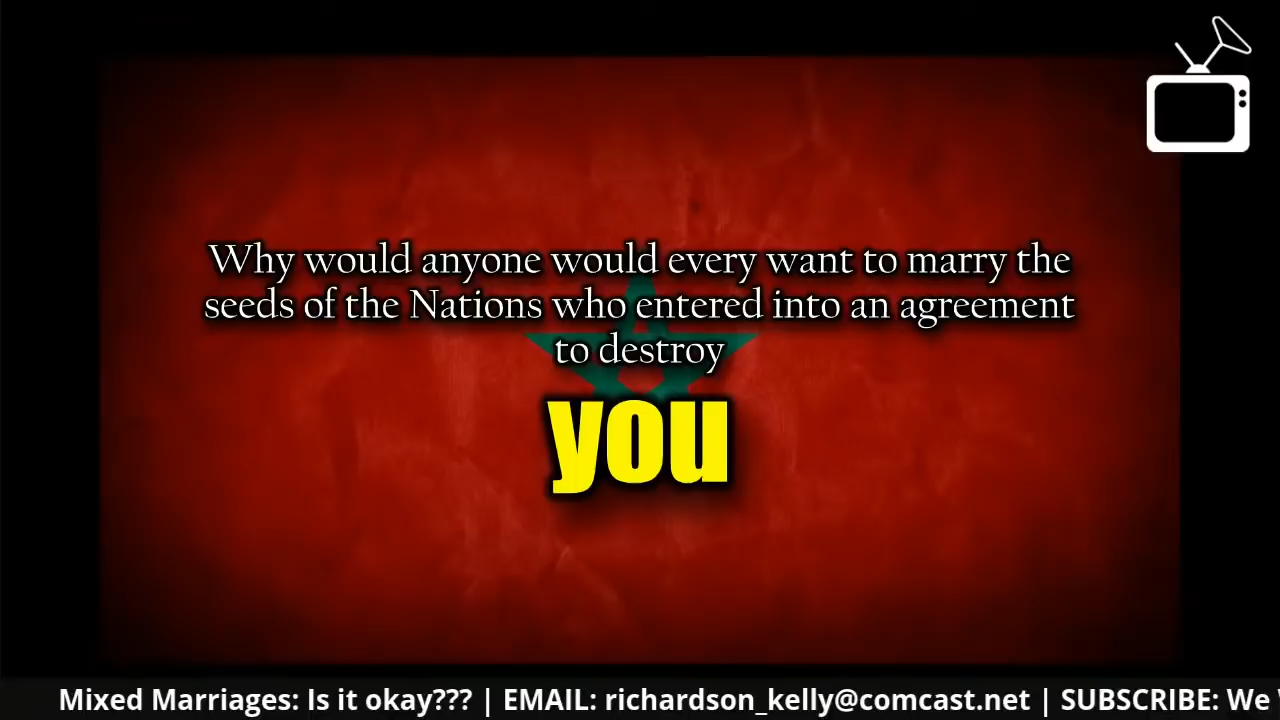 Why would anyone would every want to marry the
seeds of the Nations who entered into an agreement
to destroy
you
Mixed Marriages: Is it okay??? | EMAIL: richardson_kelly@comcast.net | SUBSCRIBE: We